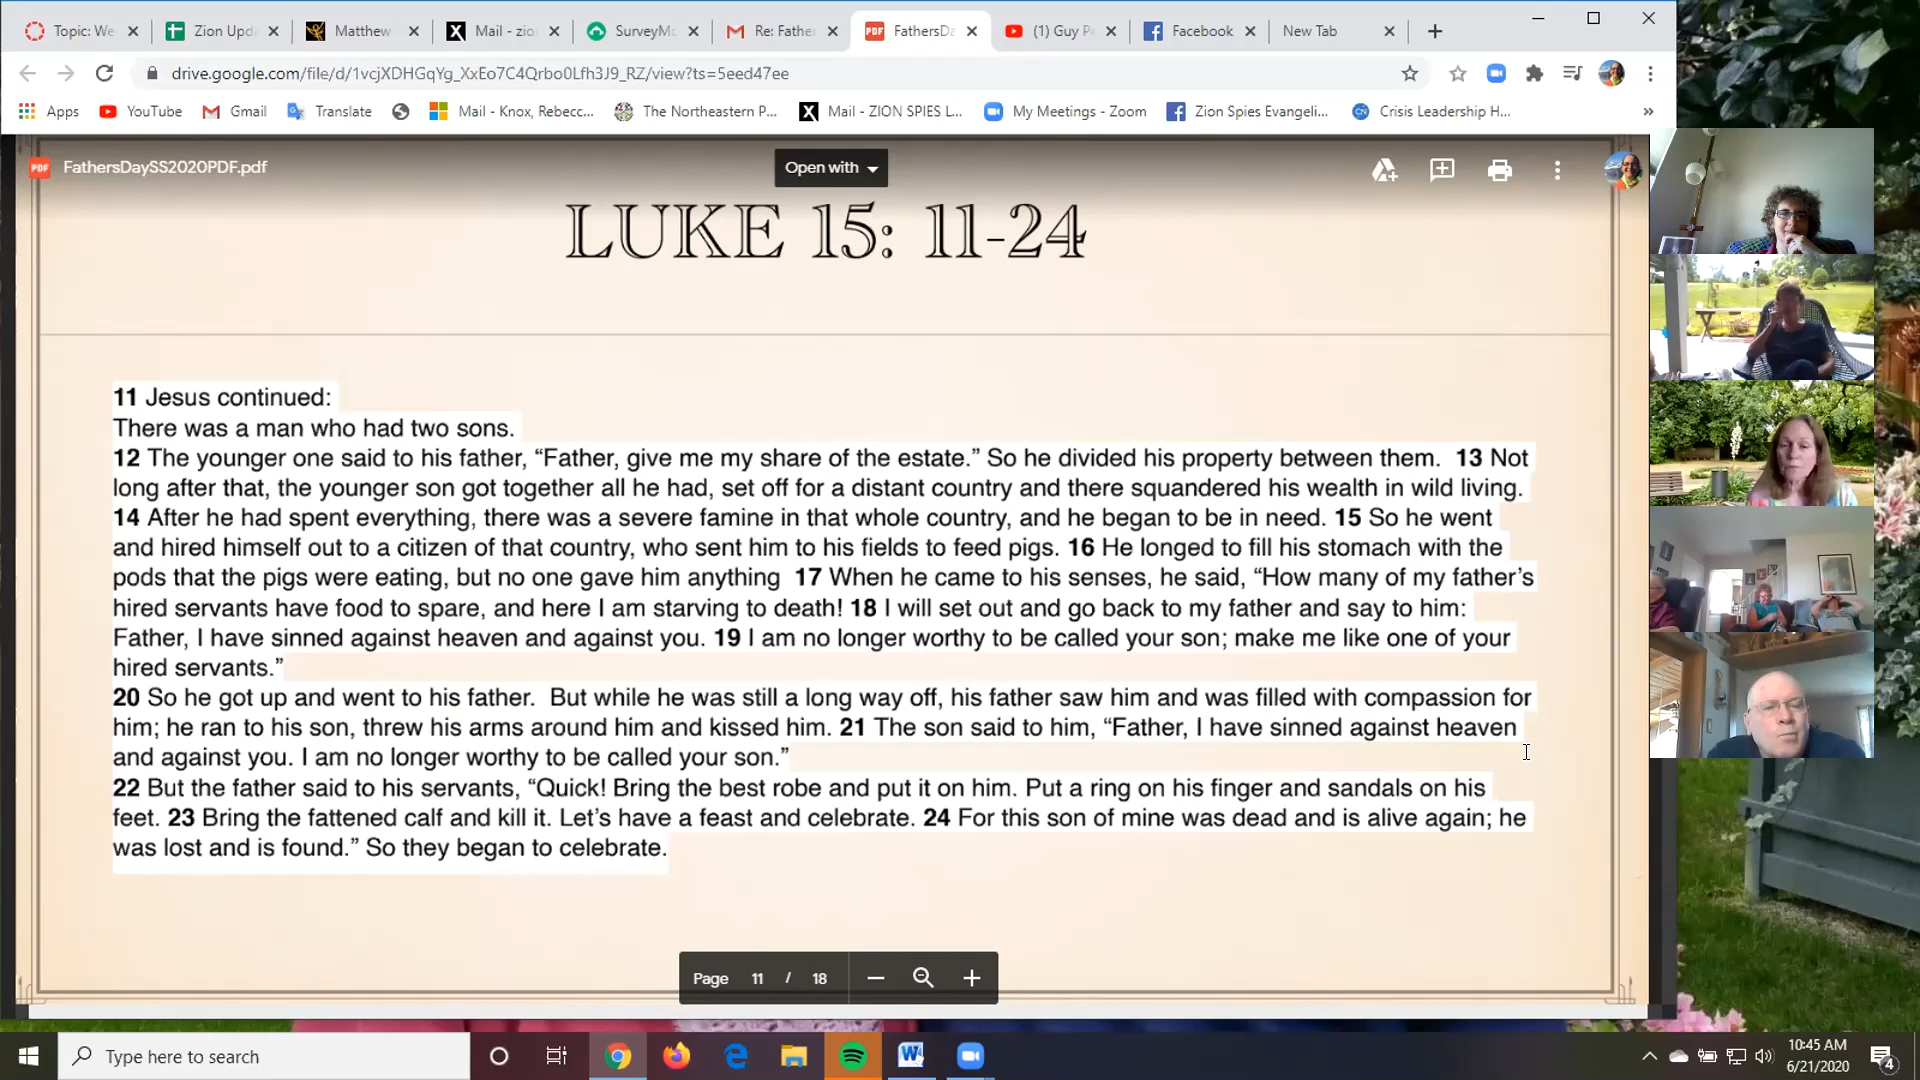 Topic: We
Zion Upd
Matthew
Mail - zio
SurveyMo
Re: Father
FathersDa
(1) Guy Pe
Facebook
New Tab
drive.google.com/file/d/1vcjXDHGqYg_XxEo7C4Qrbo0Lfh3J9_RZ/view?ts=5eed47ee
Apps
YouTube
Gmail
Translate
Mail - Knox, Rebecc...
The Northeastern P...
Mail - ZION SPIES L...
My Meetings - Zoom
Zion Spies Evangeli...
Crisis Leadership H...
»
PDF
FathersDaySS2020PDF.pdf
Open with
LUKE 15: 11-24
11 Jesus continued:
There was a man who had two sons.
12 The younger one said to his father, “Father, give me my share of the estate.” So he divided his property between them. 13 Not
long after that, the younger son got together all he had, set off for a distant country and there squandered his wealth in wild living.
14 After he had spent everything, there was a severe famine in that whole country, and he began to be in need. 15 So he went
and hired himself out to a citizen of that country, who sent him to his fields to feed pigs. 16 He longed to fill his stomach with the
pods that the pigs were eating, but no one gave him anything 17 When he came to his senses, he said, “How many of my father’s
hired servants have food to spare, and here I am starving to death! 18 I will set out and go back to my father and say to him:
Father, I have sinned against heaven and against you. 19 I am no longer worthy to be called your son; make me like one of your
hired servants.”
20 So he got up and went to his father. But while he was still a long way off, his father saw him and was filled with compassion for
him; he ran to his son, threw his arms around him and kissed him. 21 The son said to him, “Father, I have sinned against heaven
and against you. I am no longer worthy to be called your son.”
22 But the father said to his servants, “Quick! Bring the best robe and put it on him. Put a ring on his finger and sandals on his
feet. 23 Bring the fattened calf and kill it. Let’s have a feast and celebrate. 24 For this son of mine was dead and is alive again; he
was lost and is found.” So they began to celebrate.
Page 11 / 18
Type here to search
10:45 AM
6/21/2020
4